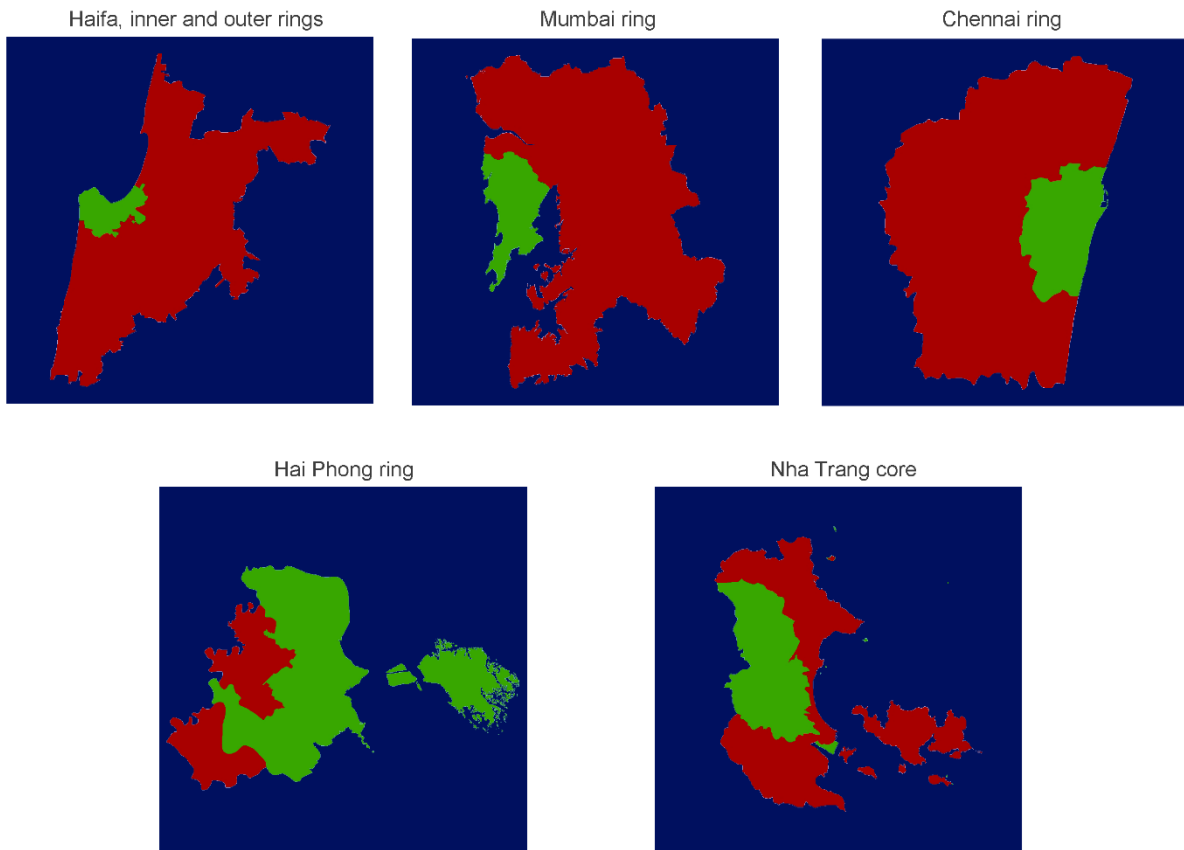 Haifa, inner and outer rings
Mumbai ring
Chennai ring
Hai Phong ring
Nha Trang core